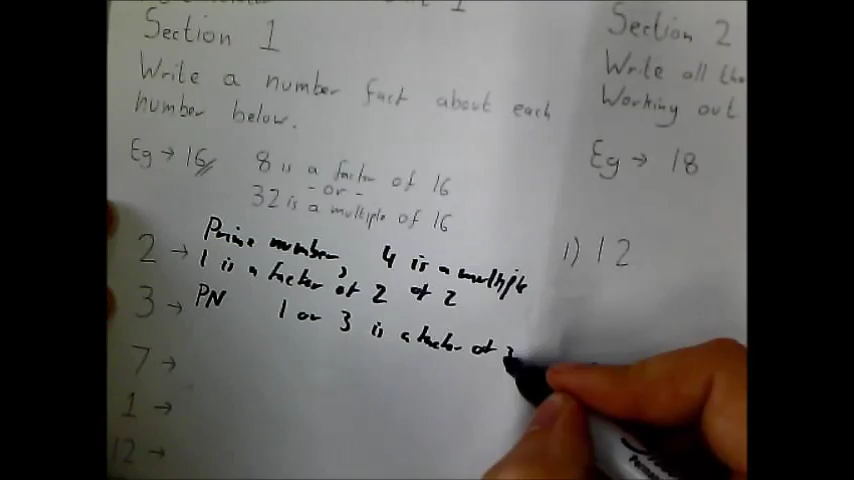 Section 1
Write a number fact about each
number below.
Eg → 16 8 is a factor of 16
- or -
32 is a multiple of 16
2 → Prime number, 4 is a multiple
1 is a factor of 2 of 2
3 → PN 1 or 3 is a factor of 3
7 →
1 →
12 →
Section 2
Write all the
Working out
Eg → 18
1) 12